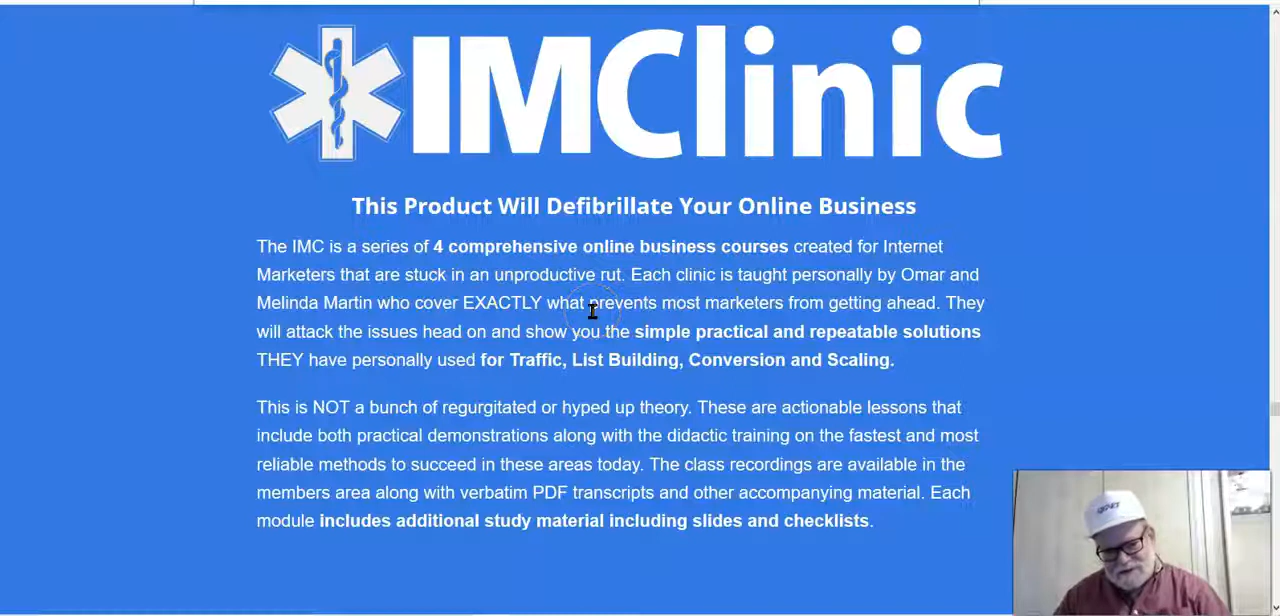 IMClinic
This Product Will Defibrillate Your Online Business
The IMC is a series of 4 comprehensive online business courses created for Internet
Marketers that are stuck in an unproductive rut. Each clinic is taught personally by Omar and
Melinda Martin who cover EXACTLY what prevents most marketers from getting ahead. They
will attack the issues head on and show you the simple practical and repeatable solutions
THEY have personally used for Traffic, List Building, Conversion and Scaling.
This is NOT a bunch of regurgitated or hyped up theory. These are actionable lessons that
include both practical demonstrations along with the didactic training on the fastest and most
reliable methods to succeed in these areas today. The class recordings are available in the
members area along with verbatim PDF transcripts and other accompanying material. Each
module includes additional study material including slides and checklists.